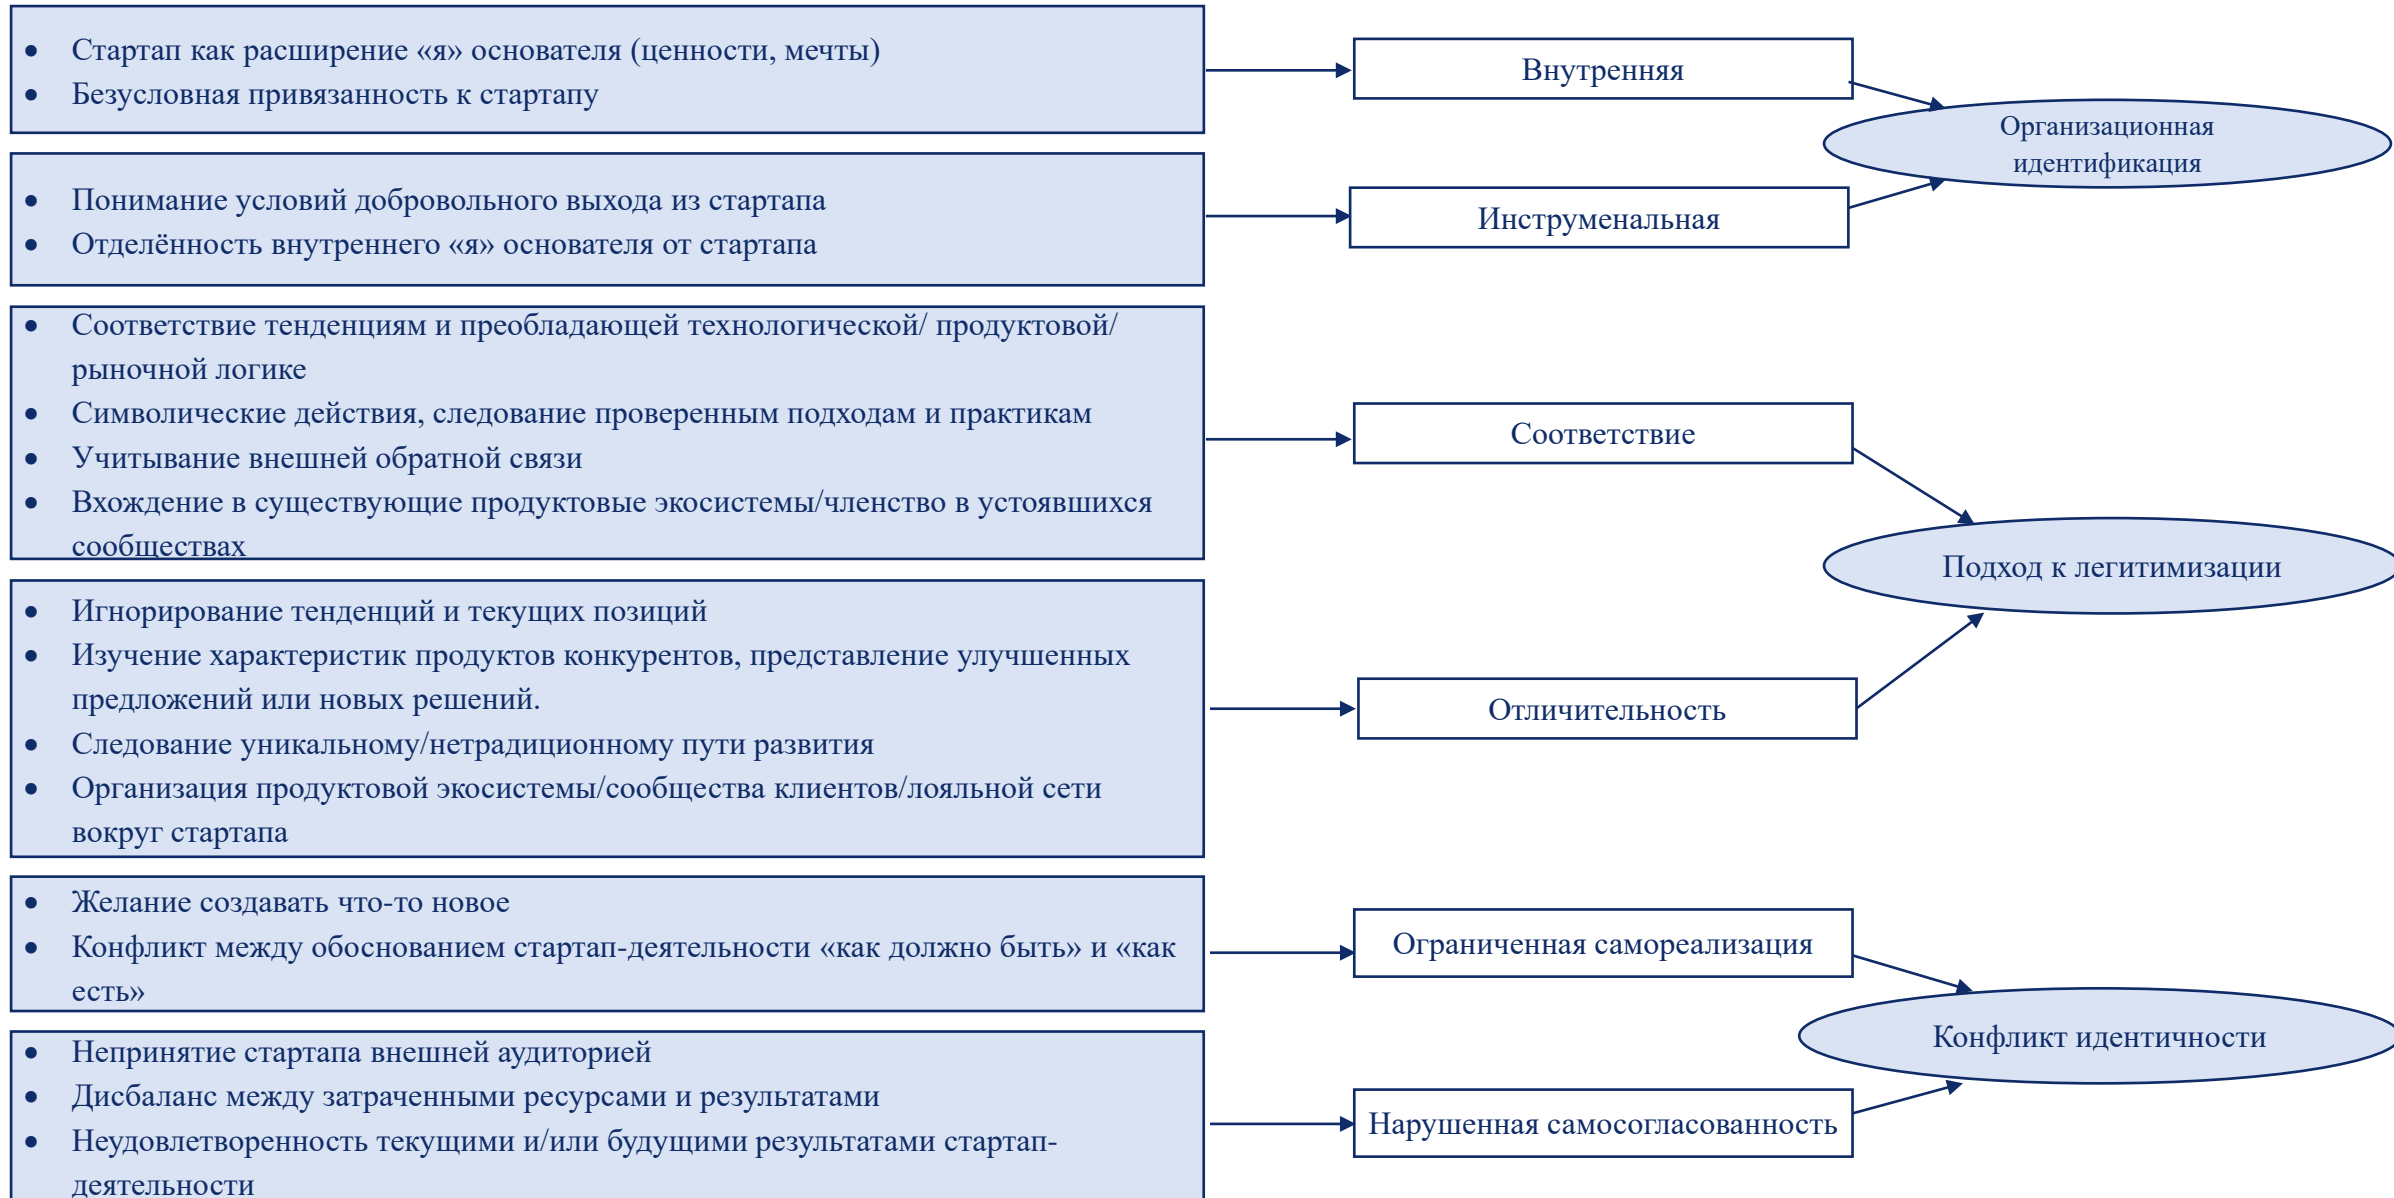 • Стартап как расширение «я» основателя (ценности, мечты)
• Безусловная привязанность к стартапу
Внутренняя
Организационная
идентификация
• Понимание условий добровольного выхода из стартапа
• Отделённость внутреннего «я» основателя от стартапа
Инструменальная
• Соответствие тенденциям и преобладающей технологической/ продуктовой/
рыночной логике
• Символические действия, следование проверенным подходам и практикам
• Учитывание внешней обратной связи
• Вхождение в существующие продуктовые экосистемы/членство в устоявшихся
сообществах
Соответствие
Подход к легитимизации
• Игнорирование тенденций и текущих позиций
• Изучение характеристик продуктов конкурентов, представление улучшенных
предложений или новых решений.
• Следование уникальному/нетрадиционному пути развития
• Организация продуктовой экосистемы/сообщества клиентов/лояльной сети
вокруг стартапа
Отличительность
• Желание создавать что-то новое
• Конфликт между обоснованием стартап-деятельности «как должно быть» и «как
есть»
Ограниченная самореализация
Конфликт идентичности
• Непринятие стартапа внешней аудиторией
• Дисбаланс между затраченными ресурсами и результатами
• Неудовлетворенность текущими и/или будущими результатами стартап-
деятельности
Нарушенная самосогласованность